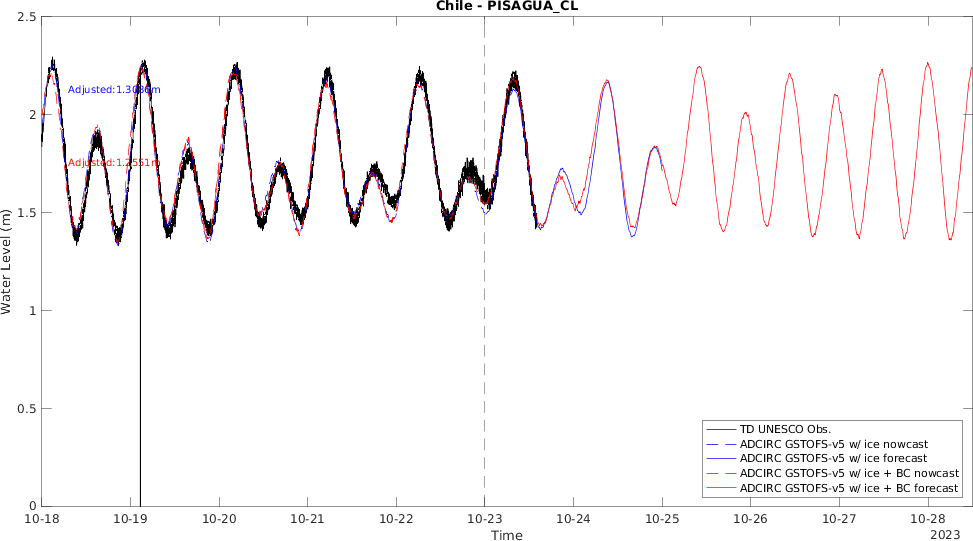 Chile - PISAGUA_CL
2.5
2
1.5
1
0.5
0
Water Level (m)
Adjusted:1.3086m
Adjusted:1.2551m
TD UNESCO Obs.
ADCIRC GSTOFS-v5 w/ ice nowcast
ADCIRC GSTOFS-v5 w/ ice forecast
ADCIRC GSTOFS-v5 w/ ice + BC nowcast
ADCIRC GSTOFS-v5 w/ ice + BC forecast
10-18 10-19 10-20 10-21 10-22 10-23 10-24 10-25 10-26 10-27 10-28
Time
2023